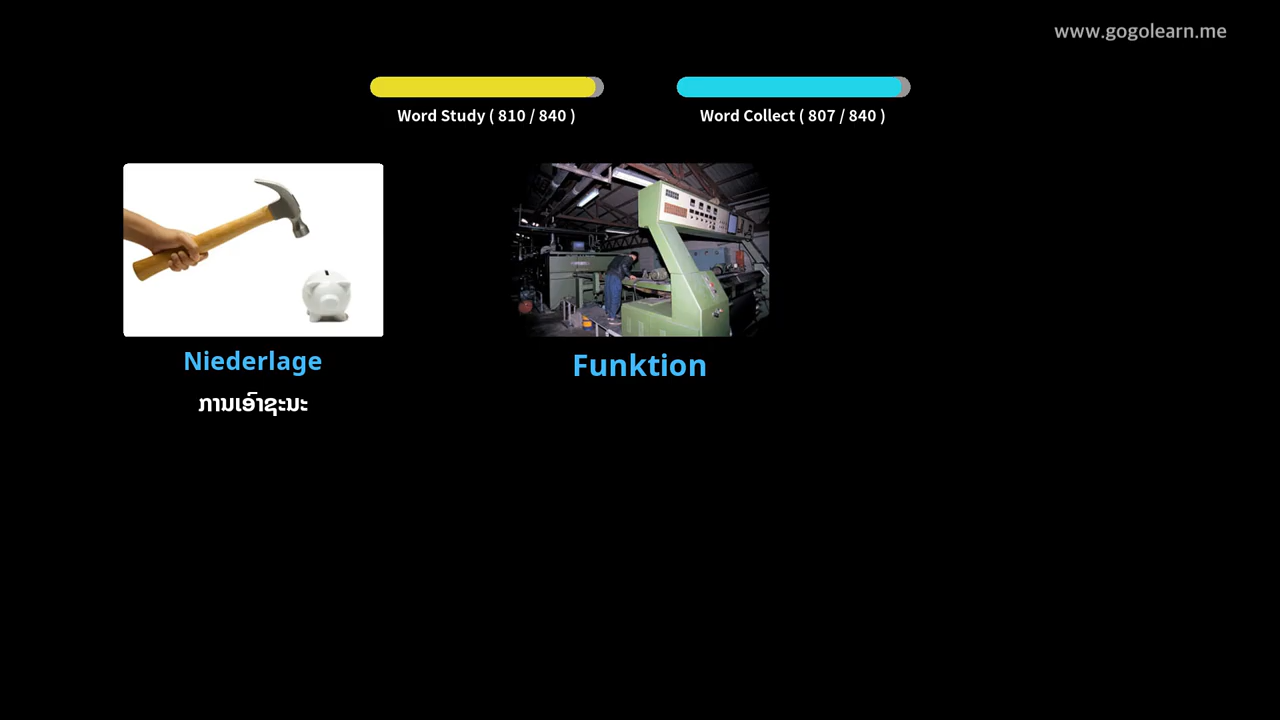 www.gogolearn.me
Word Study ( 810 / 840 )
Word Collect ( 807 / 840 )
Niederlage
Funktion
ການເອົາຊະນະ